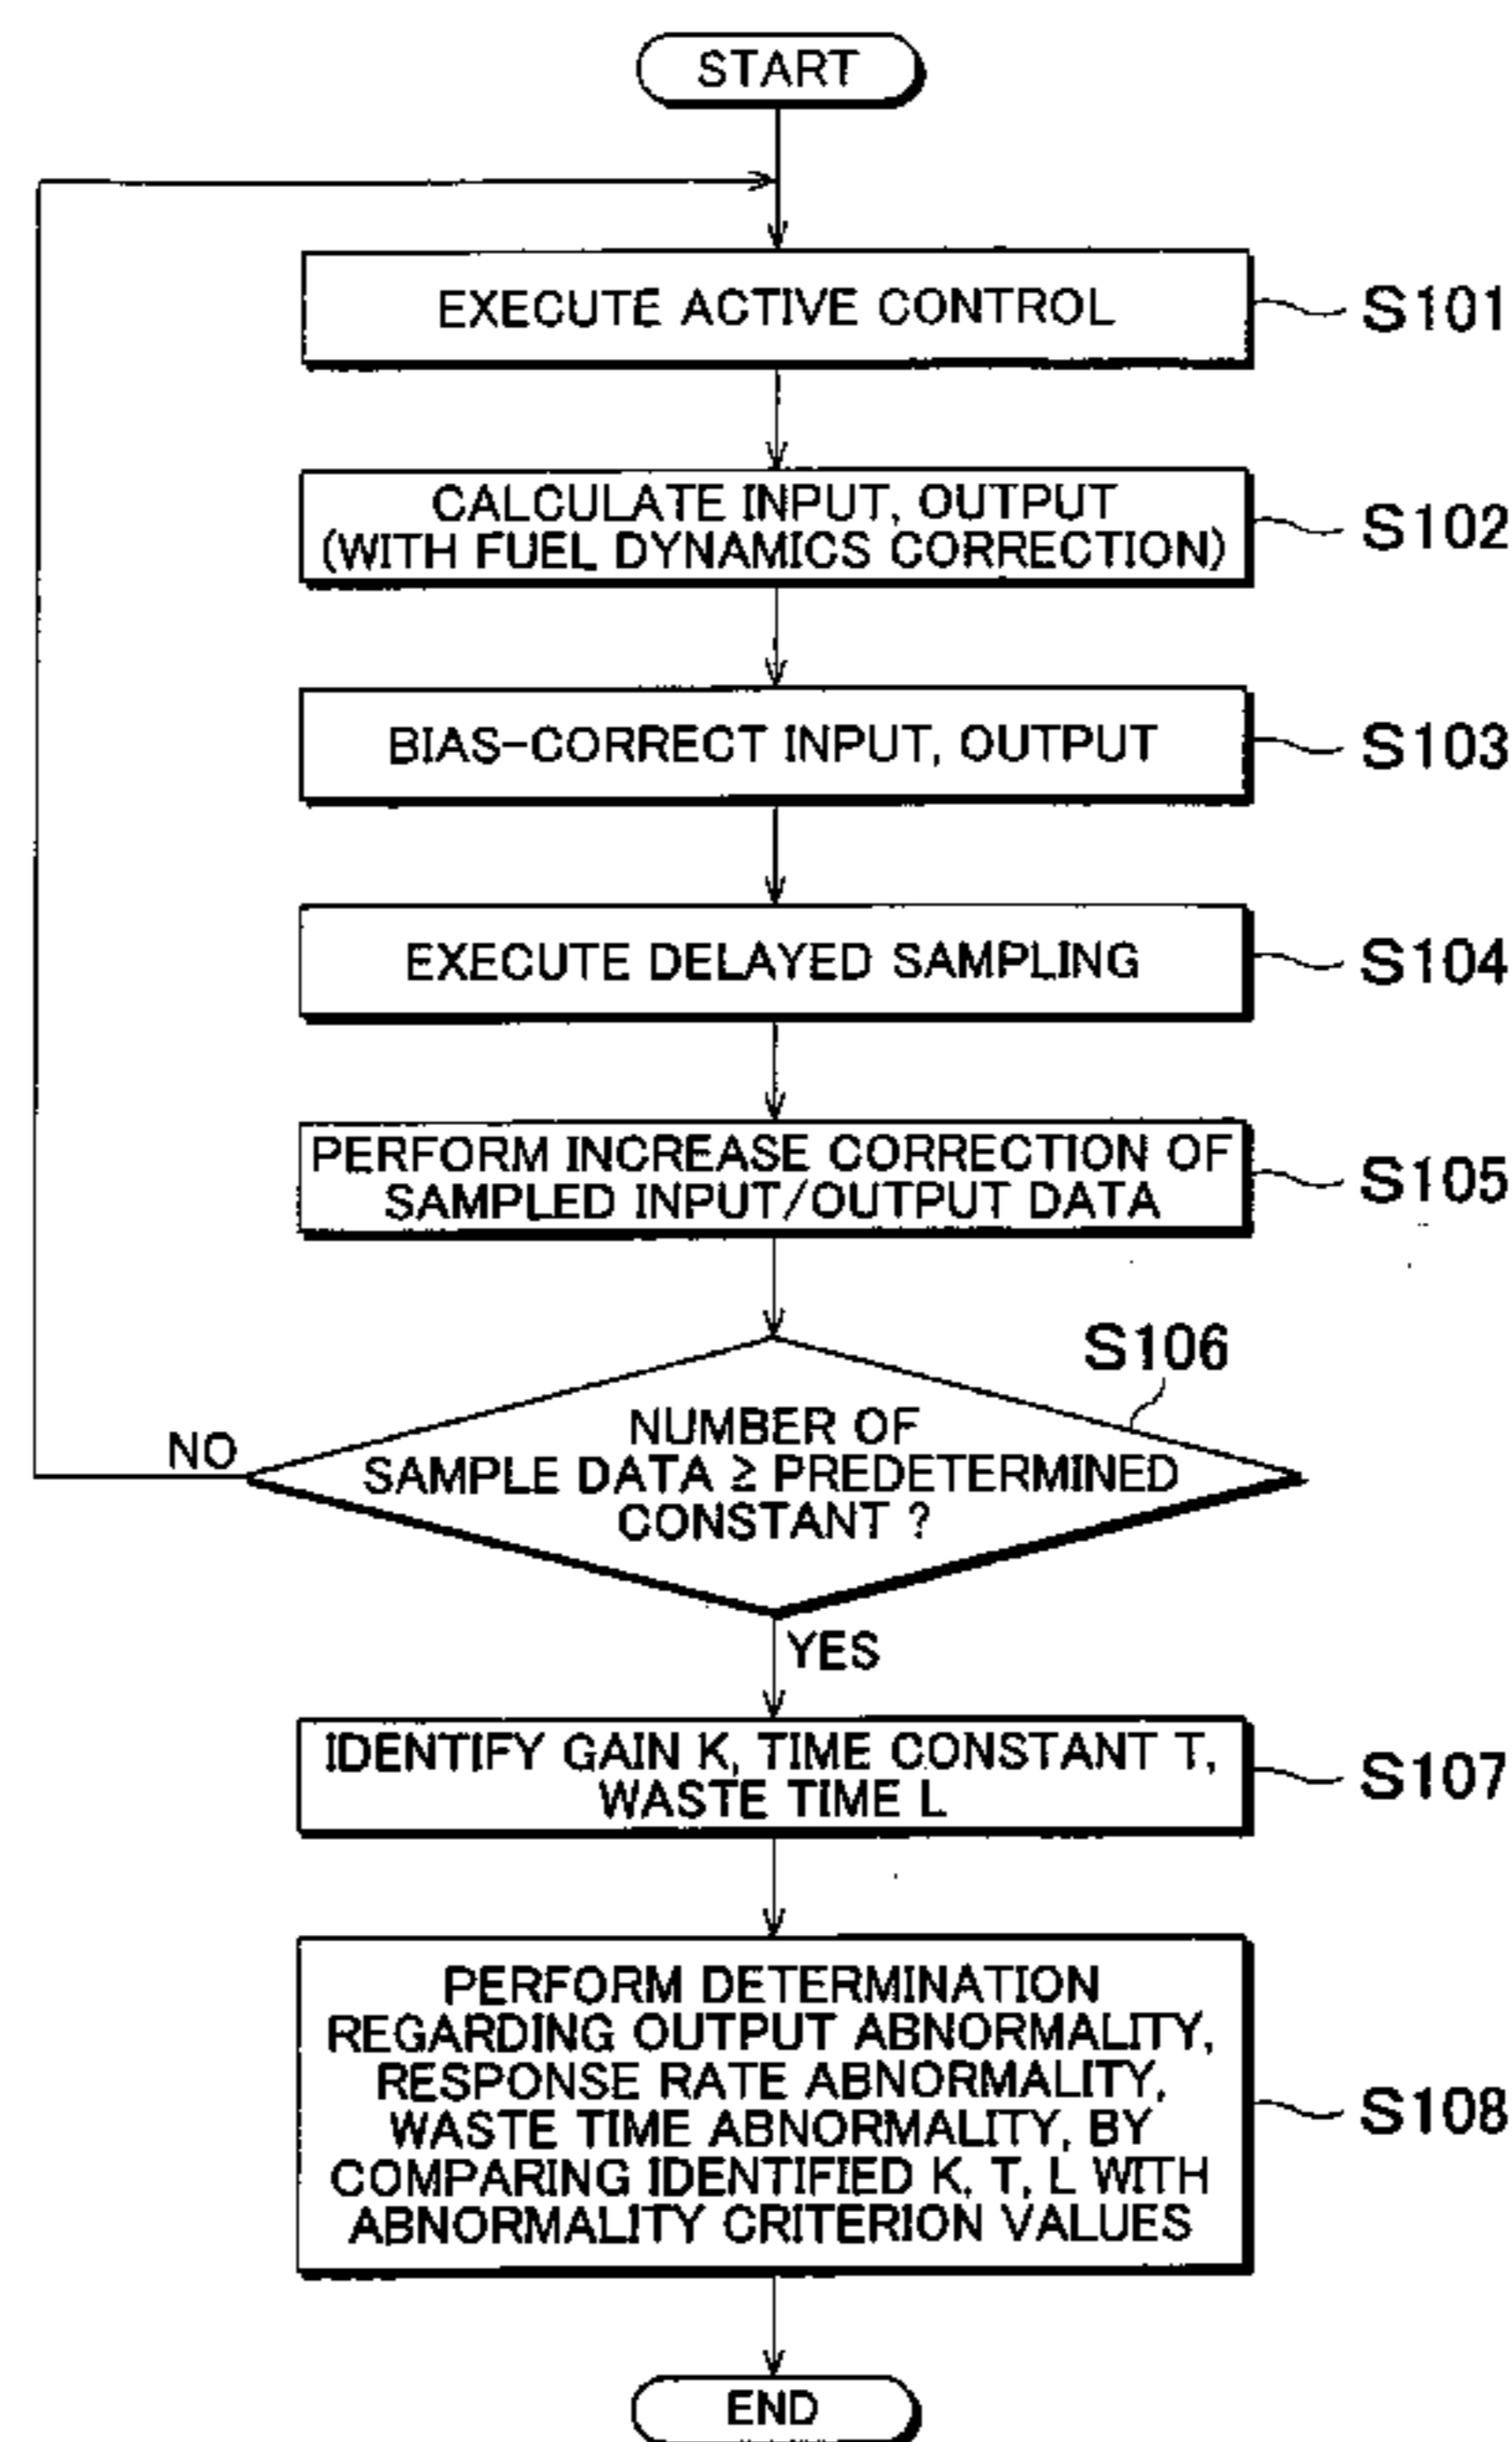 START
EXECUTE ACTIVE CONTROL
S101
CALCULATE INPUT, OUTPUT
(WITH FUEL DYNAMICS CORRECTION)
S102
BIAS-CORRECT INPUT, OUTPUT
S103
EXECUTE DELAYED SAMPLING
S104
PERFORM INCREASE CORRECTION OF
SAMPLED INPUT/OUTPUT DATA
S105
S106
NUMBER OF
SAMPLE DATA ≥ PREDETERMINED
CONSTANT ?
NO
YES
IDENTIFY GAIN K, TIME CONSTANT T,
WASTE TIME L
S107
PERFORM DETERMINATION
REGARDING OUTPUT ABNORMALITY,
RESPONSE RATE ABNORMALITY,
WASTE TIME ABNORMALITY, BY
COMPARING IDENTIFIED K, T, L WITH
ABNORMALITY CRITERION VALUES
S108
END